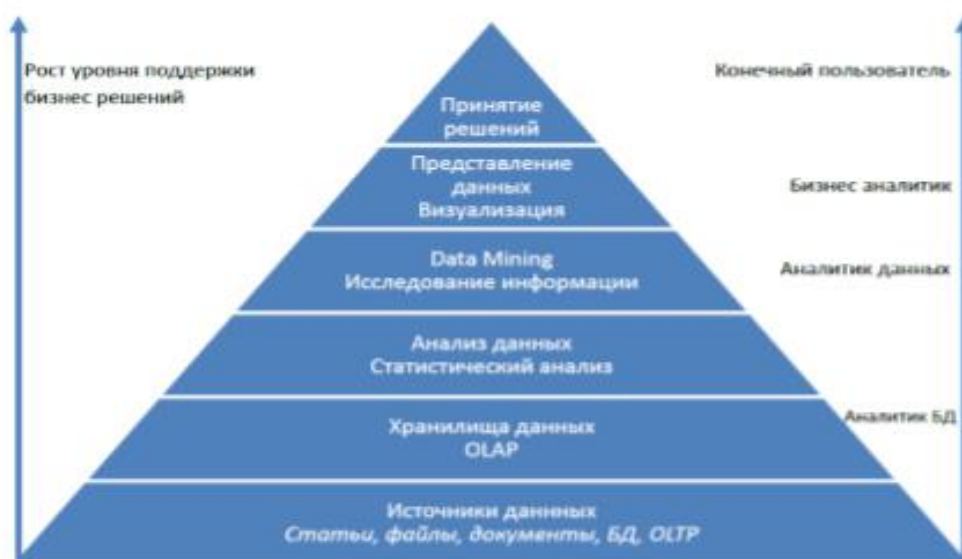 Рост уровня поддержки
бизнес решений
Конечный пользователь
Принятие
решений
Представление
данных
Визуализация
Бизнес аналитик
Data Mining
Исследование информации
Аналитик данных
Анализ данных
Статистический анализ
Хранилища данных
OLAP
Аналитик БД
Источники даннных
Статьи, файлы, документы, БД, OLTP